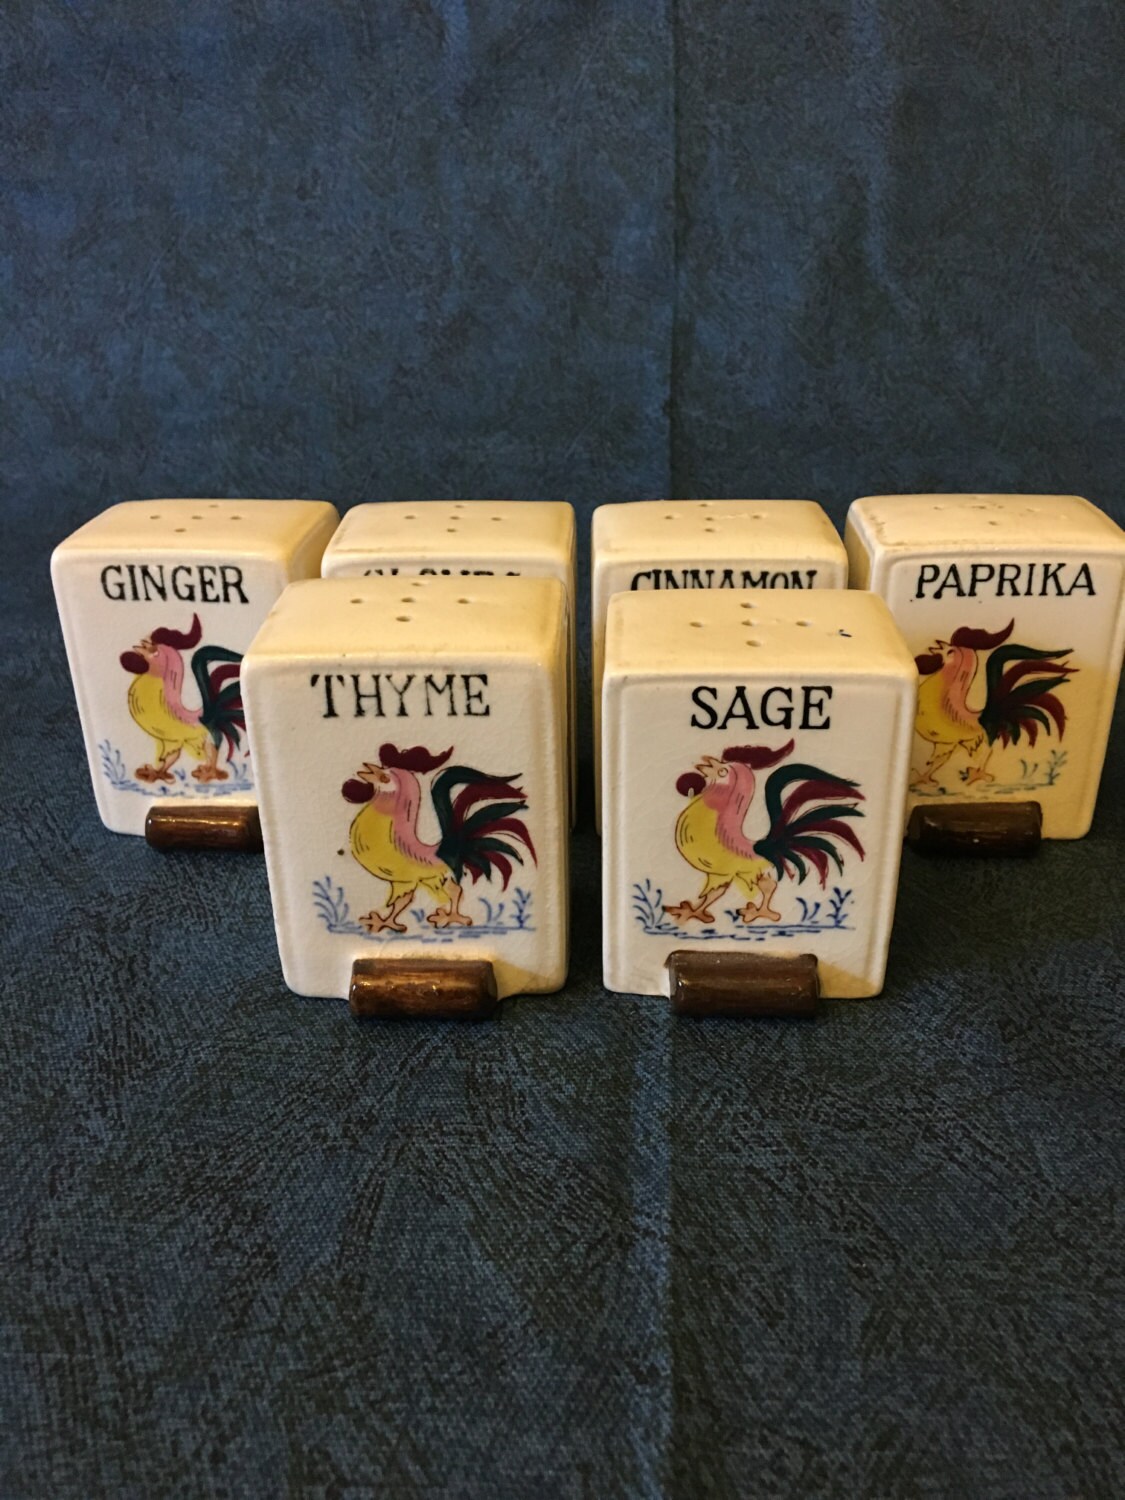 GINGER
CINNAMON
PAPRIKA
THYME
SAGE